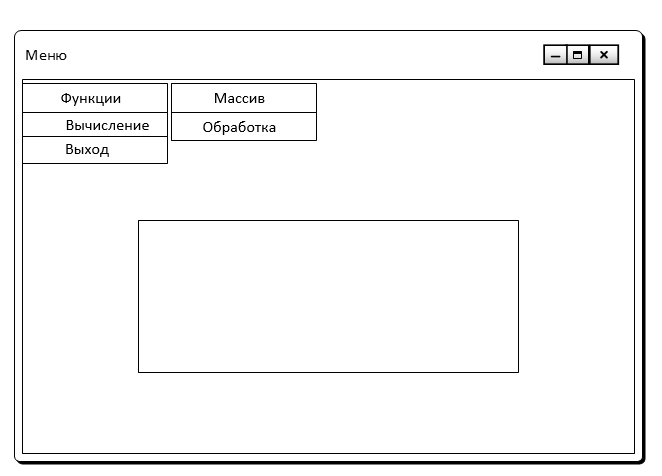 Меню
Функции
Массив
Вычисление
Обработка
Выход